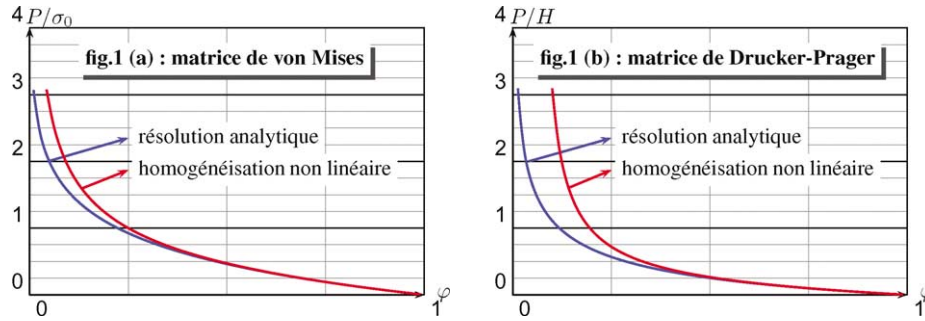 4
P/σ₀
fig.1 (a) : matrice de von Mises
3
résolution analytique
2
homogénéisation non linéaire
1
0
0
1
φ
4
P/H
fig.1 (b) : matrice de Drucker-Prager
3
résolution analytique
2
homogénéisation non linéaire
1
0
0
1
φ